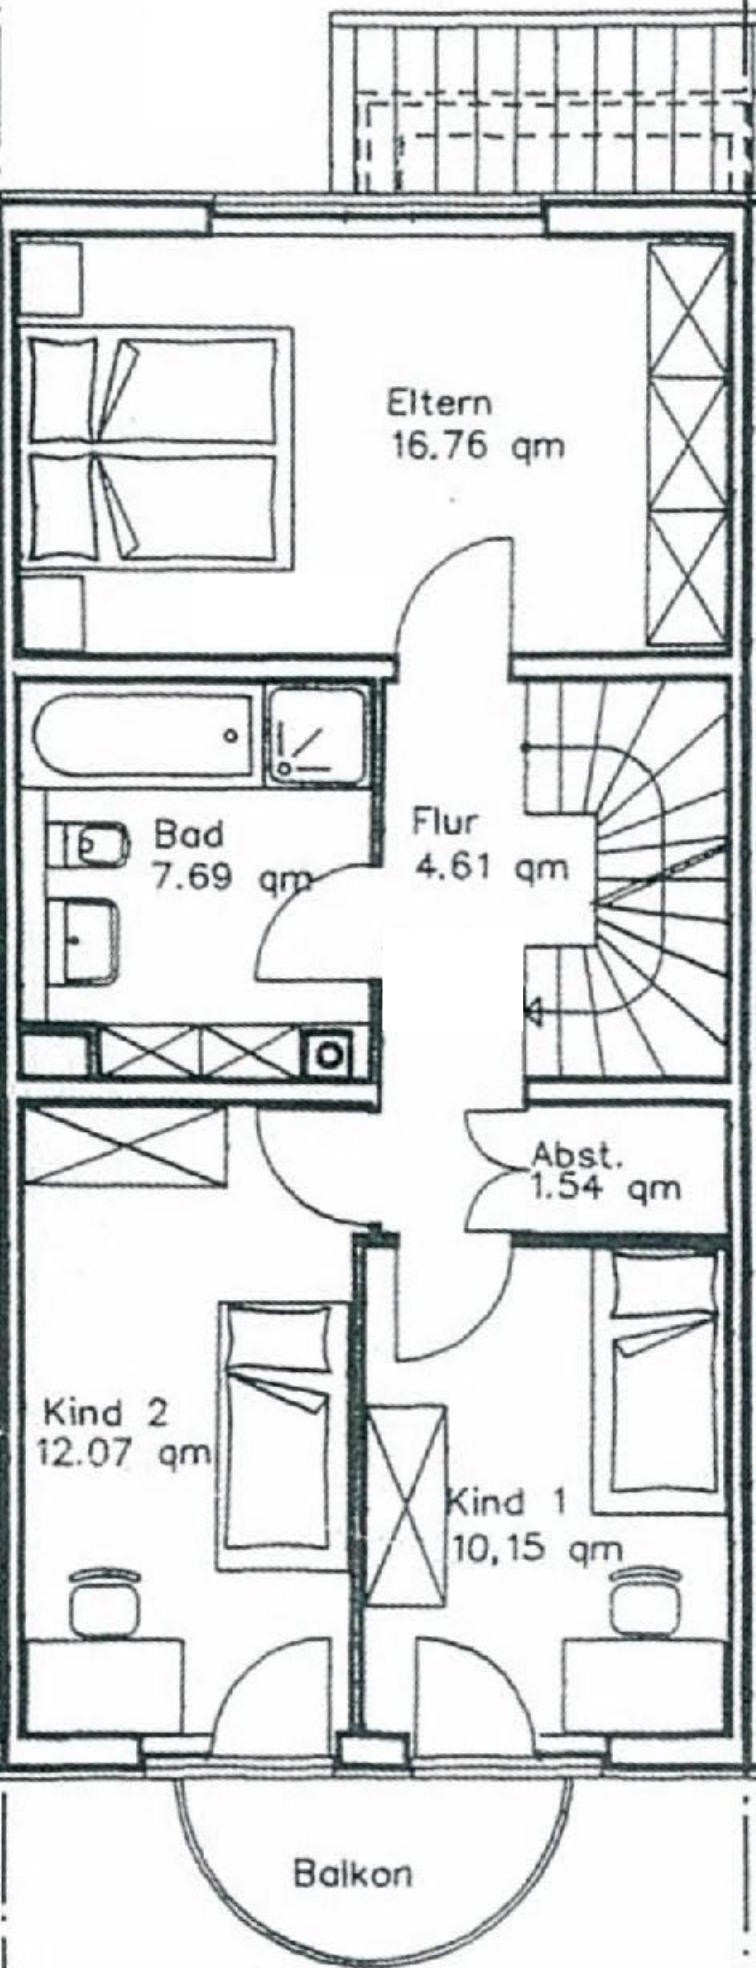 Eltern
16.76 qm
Bad
7.69 qm
Flur
4.61 qm
Abst.
1.54 qm
Kind 2
12.07 qm
Kind 1
10,15 qm
Balkon